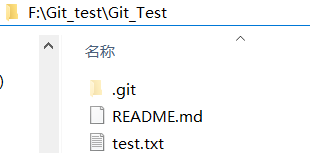 F:\Git_test\Git_Test
名称
)
.git
README.md
test.txt